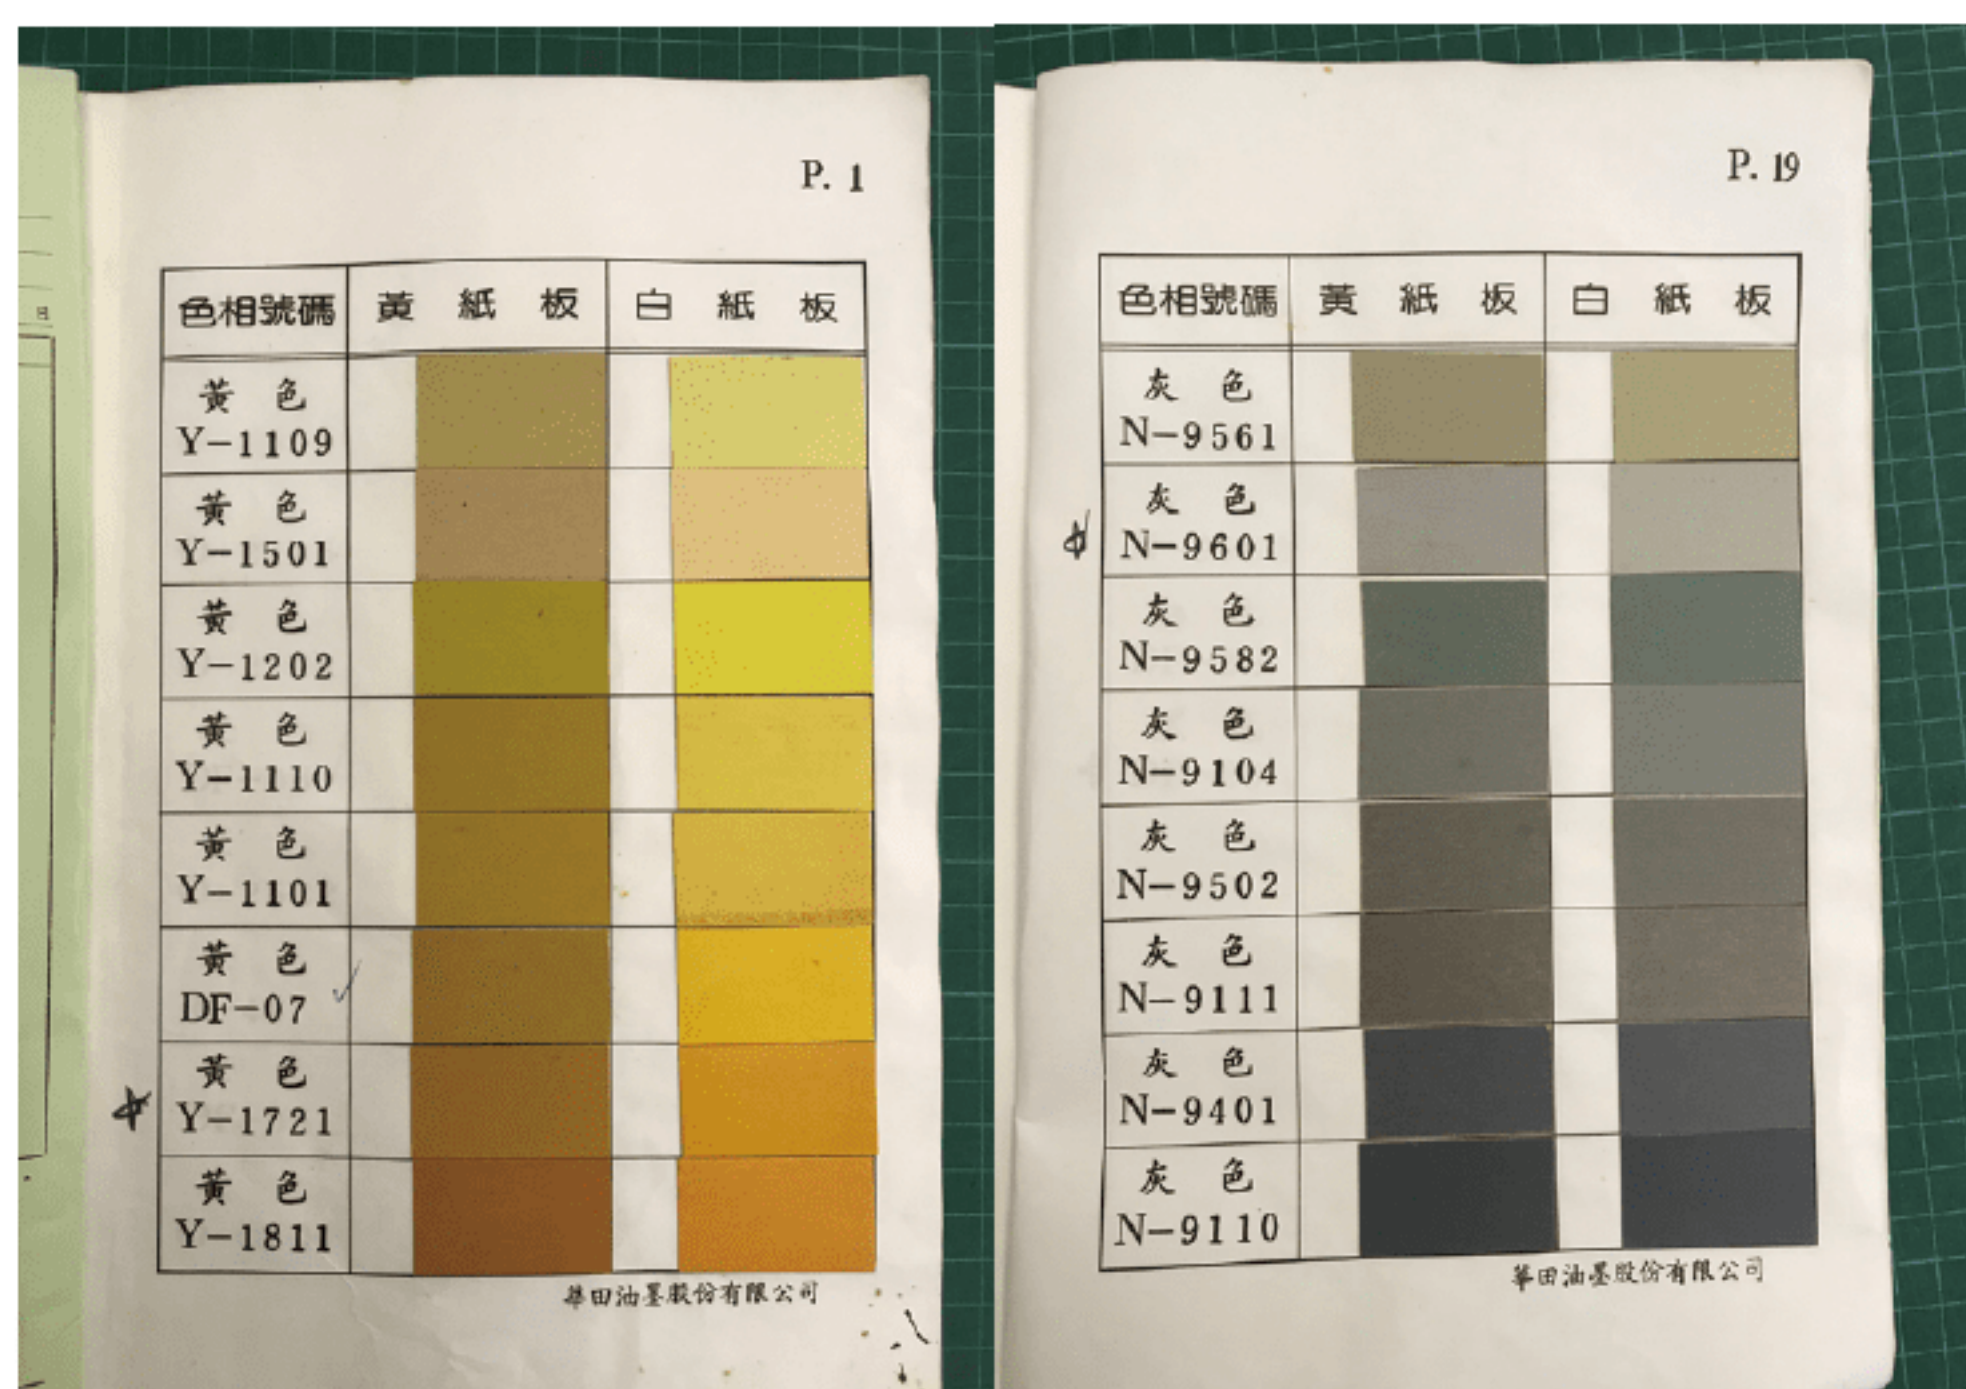 P. 1
色相號碼 黃紙板 白紙板
黃色
Y-1109
黃色
Y-1501
黃色
Y-1202
黃色
Y-1110
黃色
Y-1101
黃色
DF-07
黃色
Y-1721
黃色
Y-1811
華田油墨股份有限公司
P. 19
色相號碼 黃紙板 白紙板
灰色
N-9561
灰色
N-9601
灰色
N-9582
灰色
N-9104
灰色
N-9502
灰色
N-9111
灰色
N-9401
灰色
N-9110
華田油墨股份有限公司